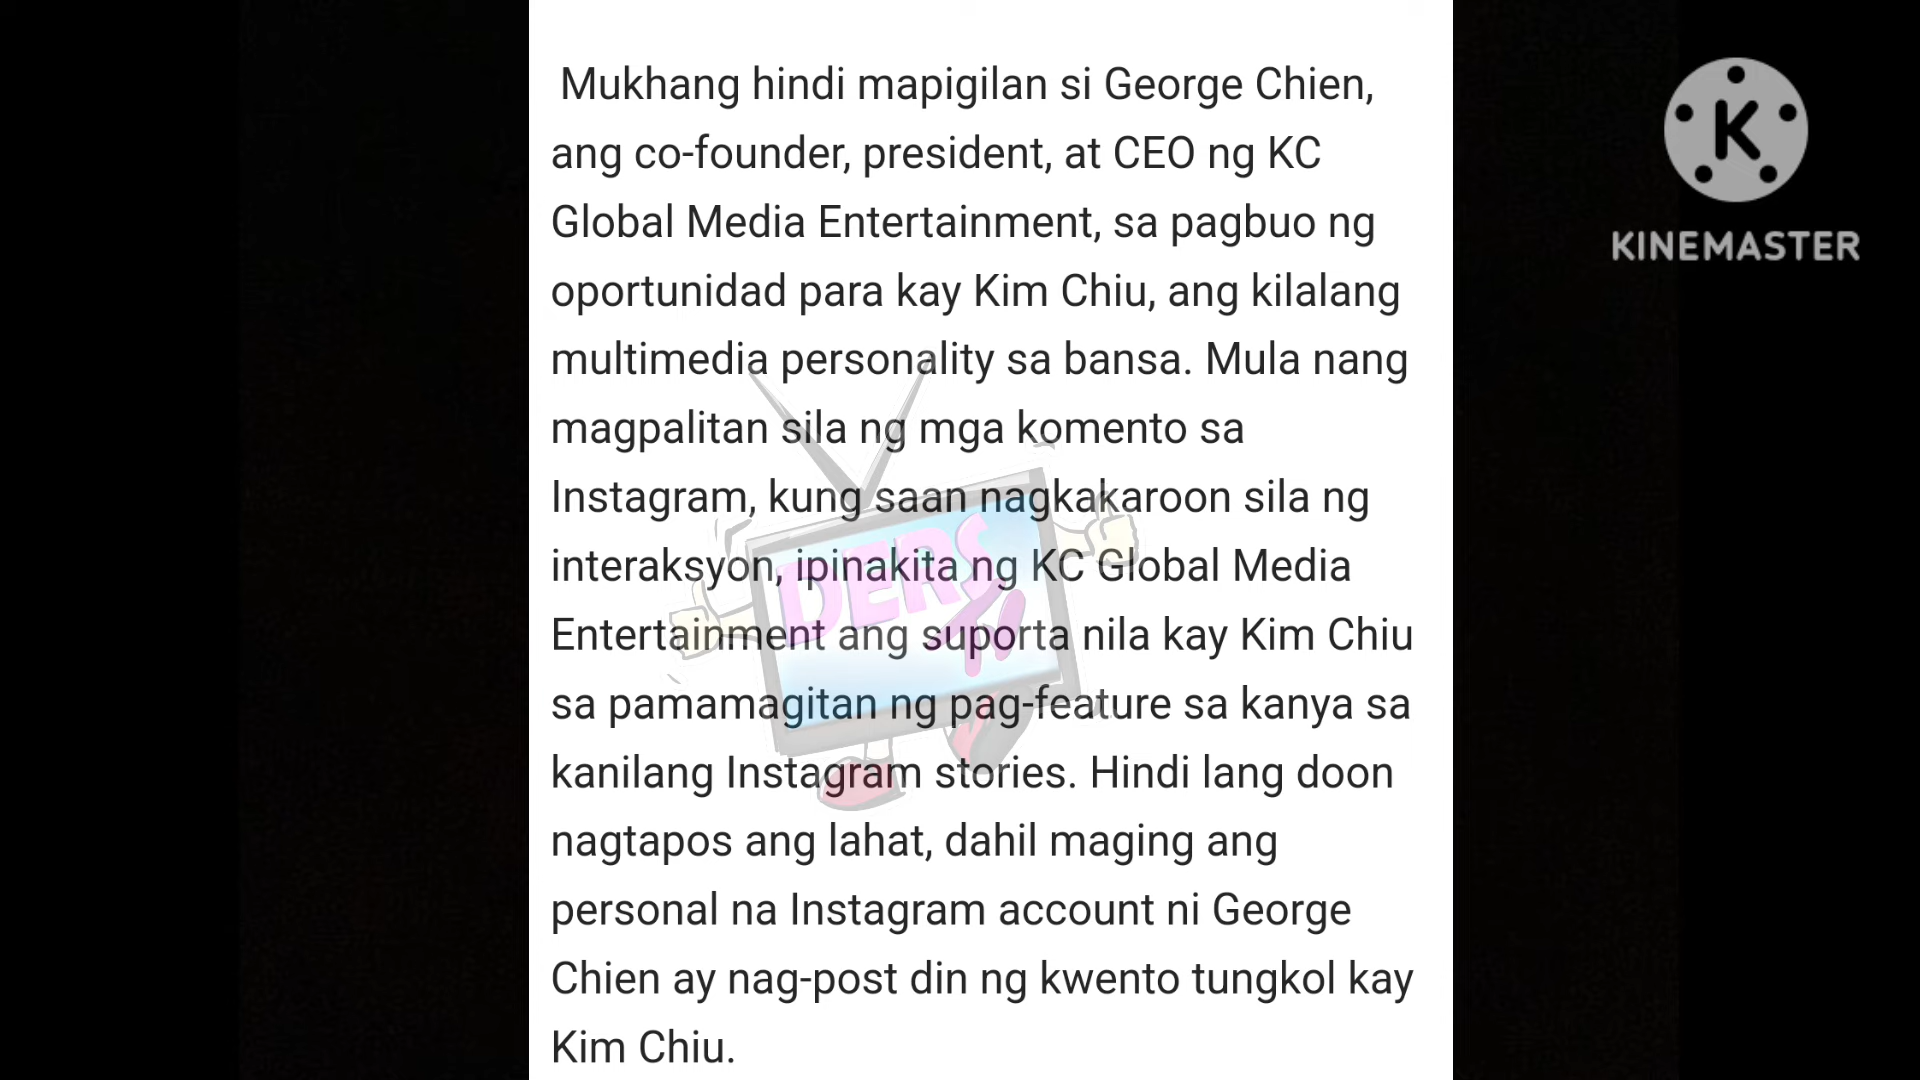 Mukhang hindi mapigilan si George Chien,
ang co-founder, president, at CEO ng KC
Global Media Entertainment, sa pagbuo ng
oportunidad para kay Kim Chiu, ang kilalang
multimedia personality sa bansa. Mula nang
magpalitan sila ng mga komento sa
Instagram, kung saan nagkakaroon sila ng
interaksyon, ipinakita ng KC Global Media
Entertainment ang suporta nila kay Kim Chiu
sa pamamagitan ng pag-feature sa kanya sa
kanilang Instagram stories. Hindi lang doon
nagtapos ang lahat, dahil maging ang
personal na Instagram account ni George
Chien ay nag-post din ng kwento tungkol kay
Kim Chiu.
DERS
TV
K
KINEMASTER